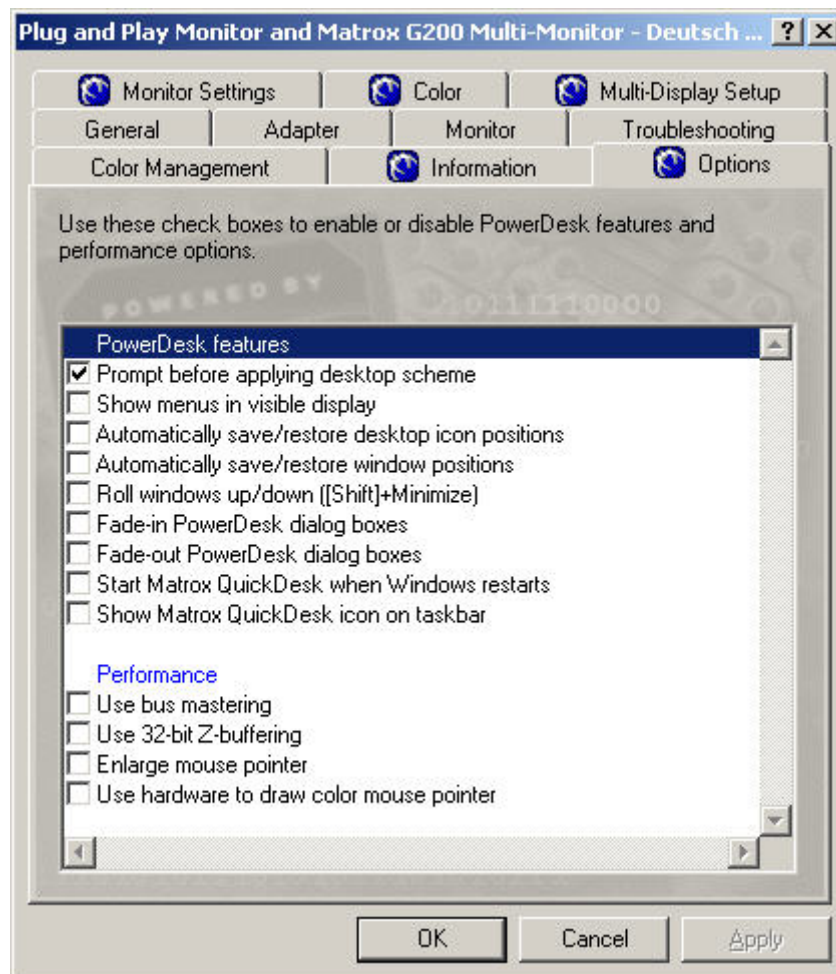 Plug and Play Monitor and Matrox G200 Multi-Monitor - Deutsch ...
Monitor Settings Color Multi-Display Setup
General Adapter Monitor Troubleshooting
Color Management Information Options
Use these check boxes to enable or disable PowerDesk features and
performance options.
POWERED BY
10111110000
PowerDesk features
Prompt before applying desktop scheme
Show menus in visible display
Automatically save/restore desktop icon positions
Automatically save/restore window positions
Roll windows up/down ([Shift]+Minimize)
Fade-in PowerDesk dialog boxes
Fade-out PowerDesk dialog boxes
Start Matrox QuickDesk when Windows restarts
Show Matrox QuickDesk icon on taskbar
Performance
Use bus mastering
Use 32-bit Z-buffering
Enlarge mouse pointer
Use hardware to draw color mouse pointer
OK Cancel Apply